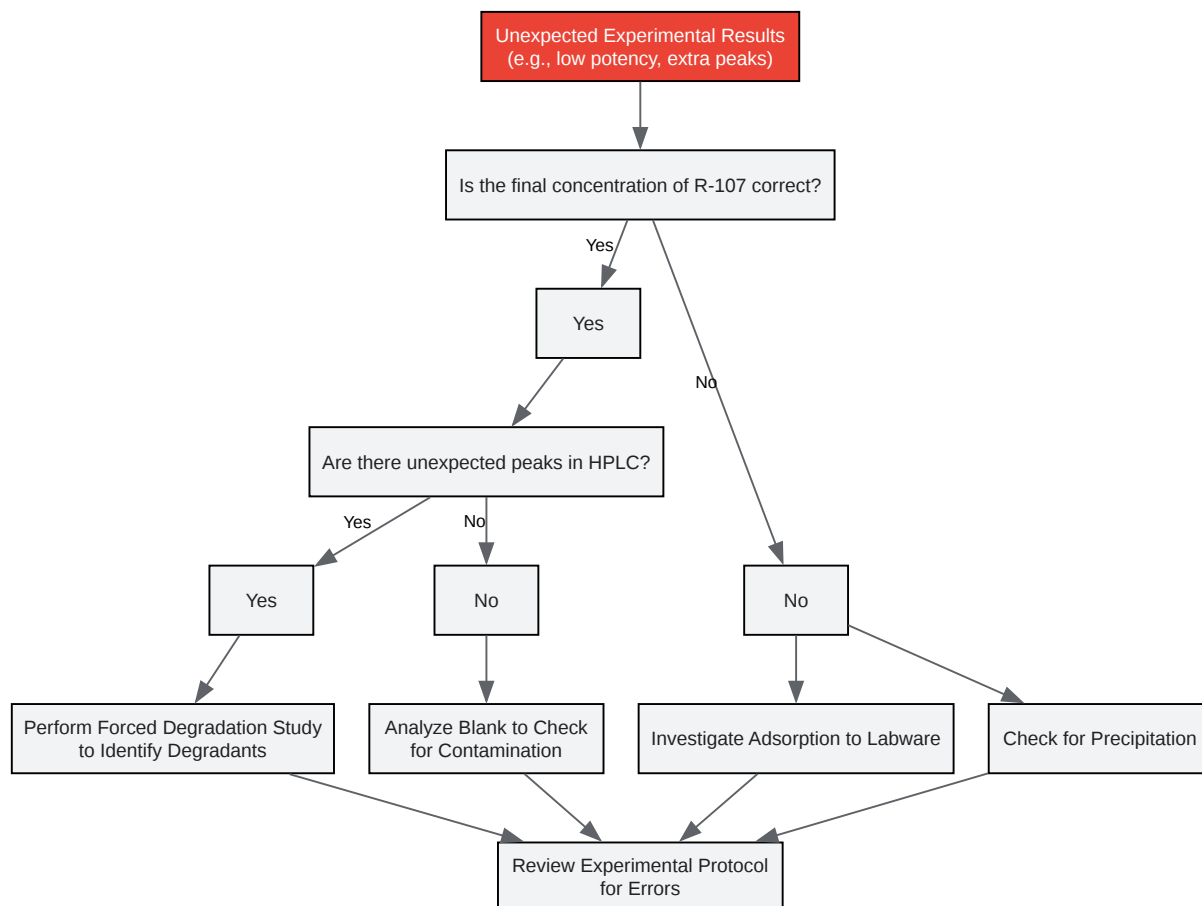 Unexpected Experimental Results
(e.g., low potency, extra peaks)
Is the final concentration of R-107 correct?
Yes
Yes
No
Are there unexpected peaks in HPLC?
Yes
No
Yes
No
No
Perform Forced Degradation Study
to Identify Degradants
Analyze Blank to Check
for Contamination
Investigate Adsorption to Labware
Check for Precipitation
Review Experimental Protocol
for Errors